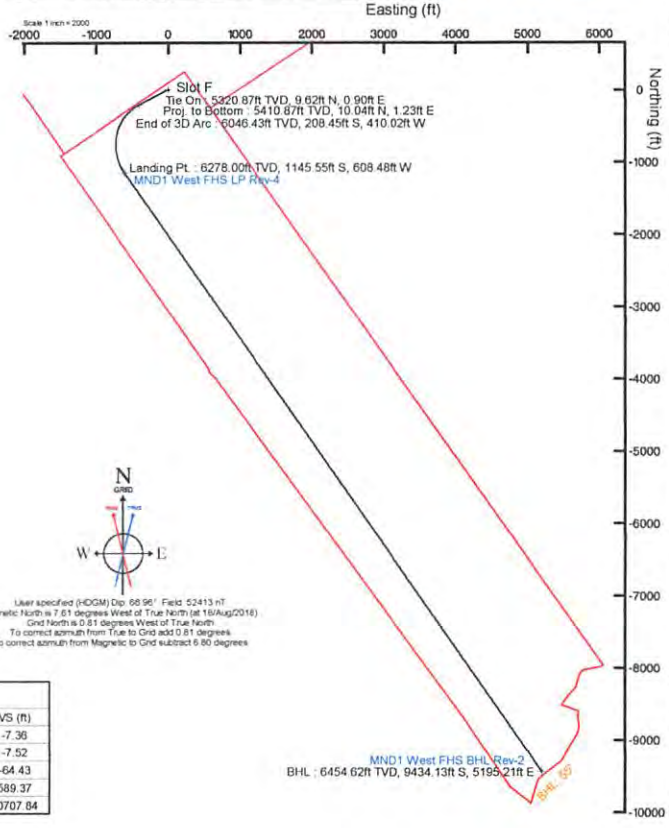 Easting (ft)
Scale 1 inch = 2000
-2000 -1000 0 1000 2000 3000 4000 5000 6000
Northing (ft)
0
-1000
-2000
-3000
-4000
-5000
-6000
-7000
-8000
-9000
-10000
Slot F
Tie On : 5320.87ft TVD, 9.62ft N, 0.90ft E
Proj. to Bottom : 5410.87ft TVD, 10.04ft N, 1.23ft E
End of 3D Arc : 6046.43ft TVD, 208.45ft S, 410.02ft W
Landing Pt. : 6278.00ft TVD, 1145.55ft S, 608.48ft W
MND1 West FHS LP Rev-4
N
GRID
W E
User specified (HDGM) Dip: 66.96° Field: 52413 nT
netic North is 7.61 degrees West of True North (at 16/Aug/2018)
Grid North is 0.81 degrees West of True North
To correct azimuth from True to Grid add 0.81 degrees
o correct azimuth from Magnetic to Grid subtract 6.80 degrees
VS (ft)
-7.36
-7.52
-64.43
589.37
0707.84
MND1 West FHS BHL Rev-2
BHL : 6454.62ft TVD, 9434.13ft S, 5195.21ft E